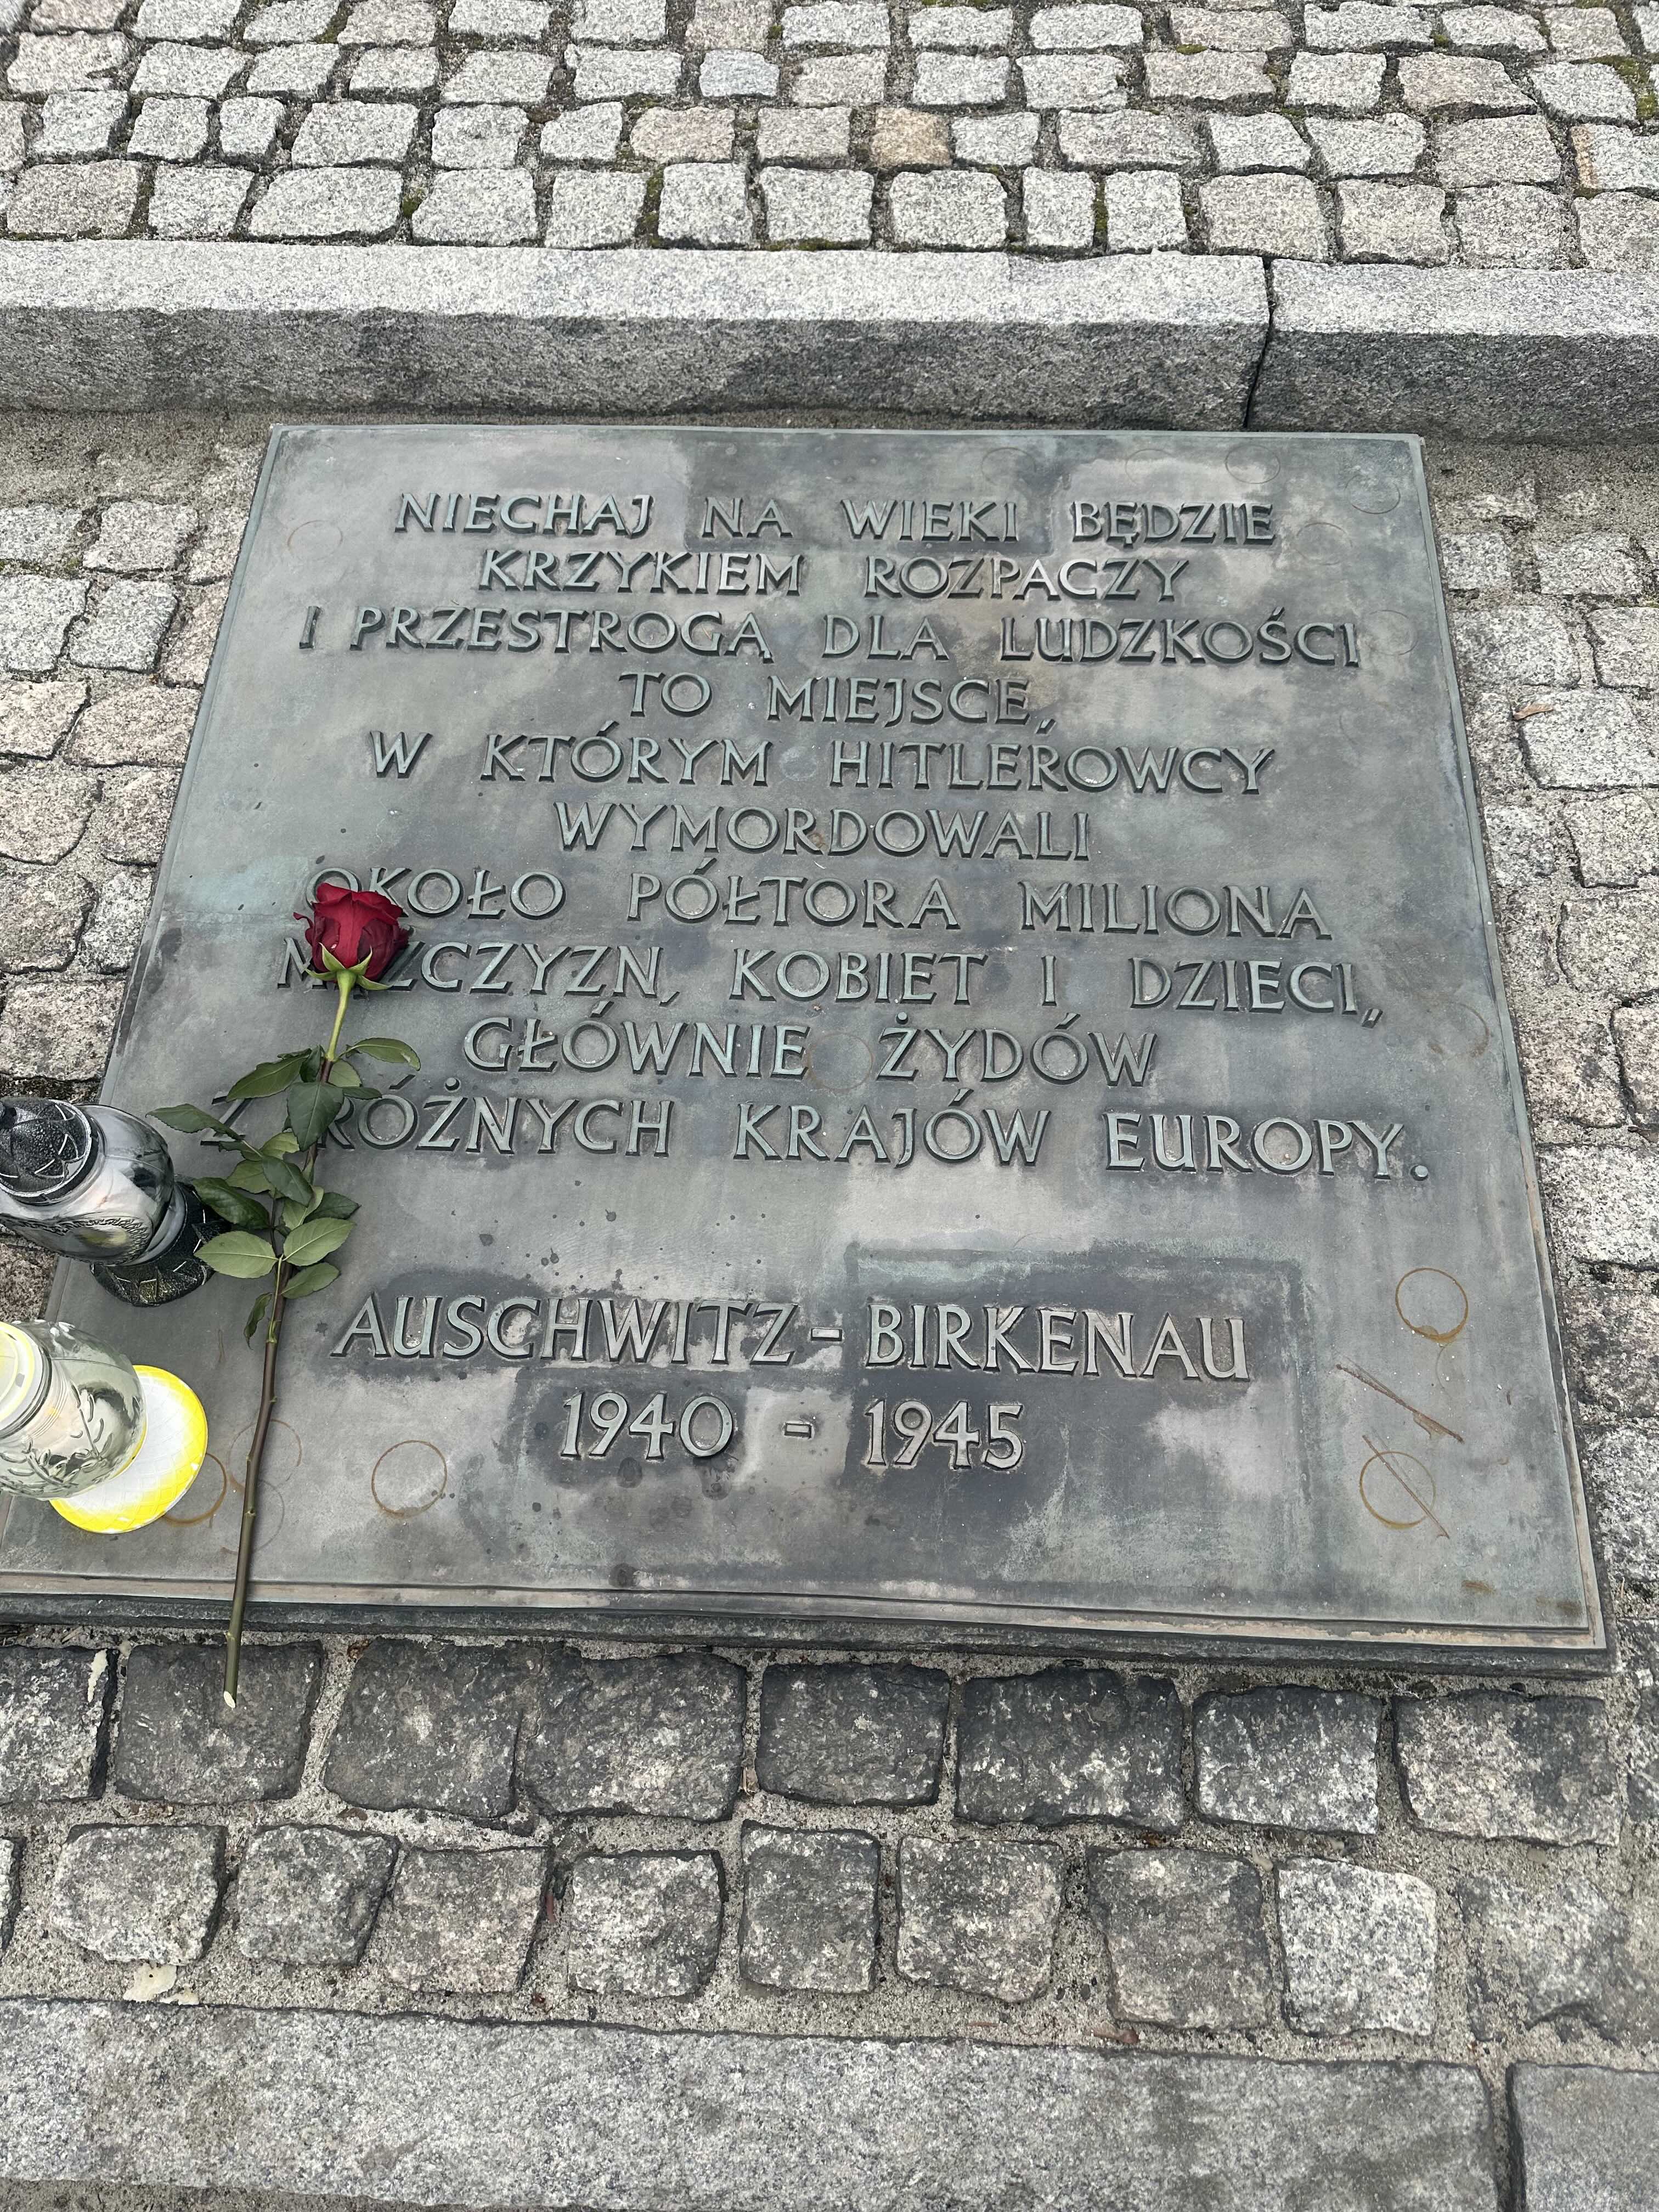 NIECHAJ NA WIEKI BĘDZIE
KRZYKIEM ROZPACZY
I PRZESTROGĄ DLA LUDZKOŚCI
TO MIEJSCE,
W KTÓRYM HITLEROWCY
WYMORDOWALI
OKOŁO PÓŁTORA MILIONA
MĘŻCZYZN, KOBIET I DZIECI,
GŁÓWNIE ŻYDÓW
Z RÓŻNYCH KRAJÓW EUROPY.
AUSCHWITZ - BIRKENAU
1940 - 1945